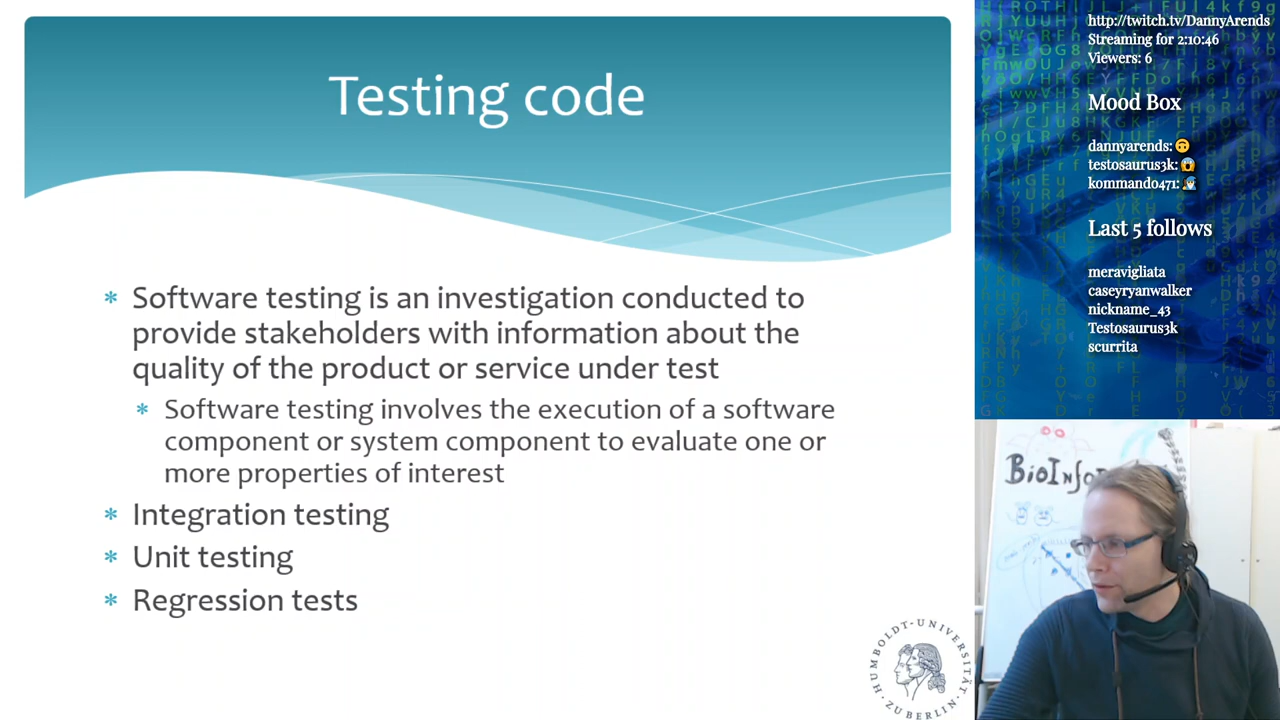 Testing code
* Software testing is an investigation conducted to
provide stakeholders with information about the
quality of the product or service under test
* Software testing involves the execution of a software
component or system component to evaluate one or
more properties of interest
* Integration testing
* Unit testing
* Regression tests
HUMBOLDT-UNIVERSITÄT
ZU BERLIN
http://twitch.tv/DannyArends
Streaming for 2:10:46
Viewers: 6
Mood Box
dannyarends: 🙃
testosaurus3k: 😱
kommando471:
Last 5 follows
meravigliata
caseyryanwalker
nickname_43
Testosaurus3k
scurrita